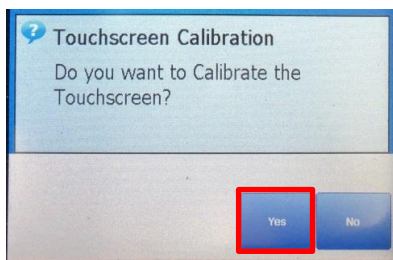 Touchscreen Calibration
Do you want to Calibrate the
Touchscreen?
Yes
No